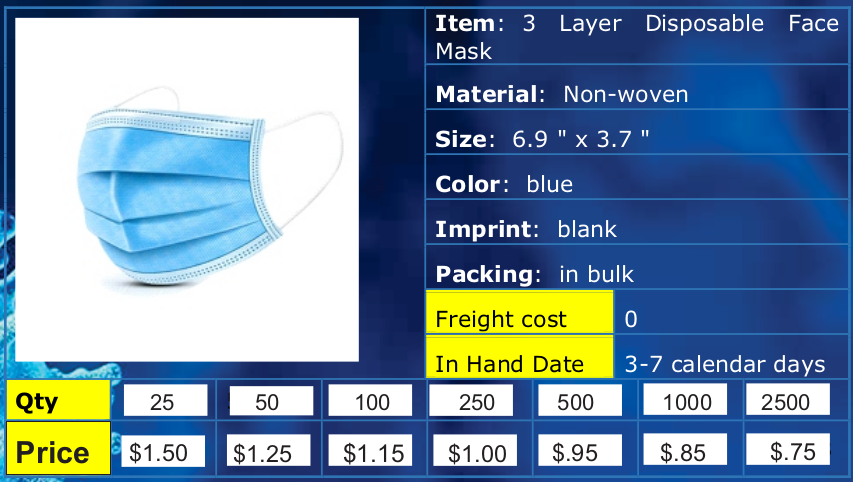 Item: 3 Layer Disposable Face
Mask
Material: Non-woven
Size: 6.9 " x 3.7 "
Color: blue
Imprint: blank
Packing: in bulk
Freight cost 0
In Hand Date 3-7 calendar days
Qty 25 50 100 250 500 1000 2500
Price $1.50 $1.25 $1.15 $1.00 $.95 $.85 $.75